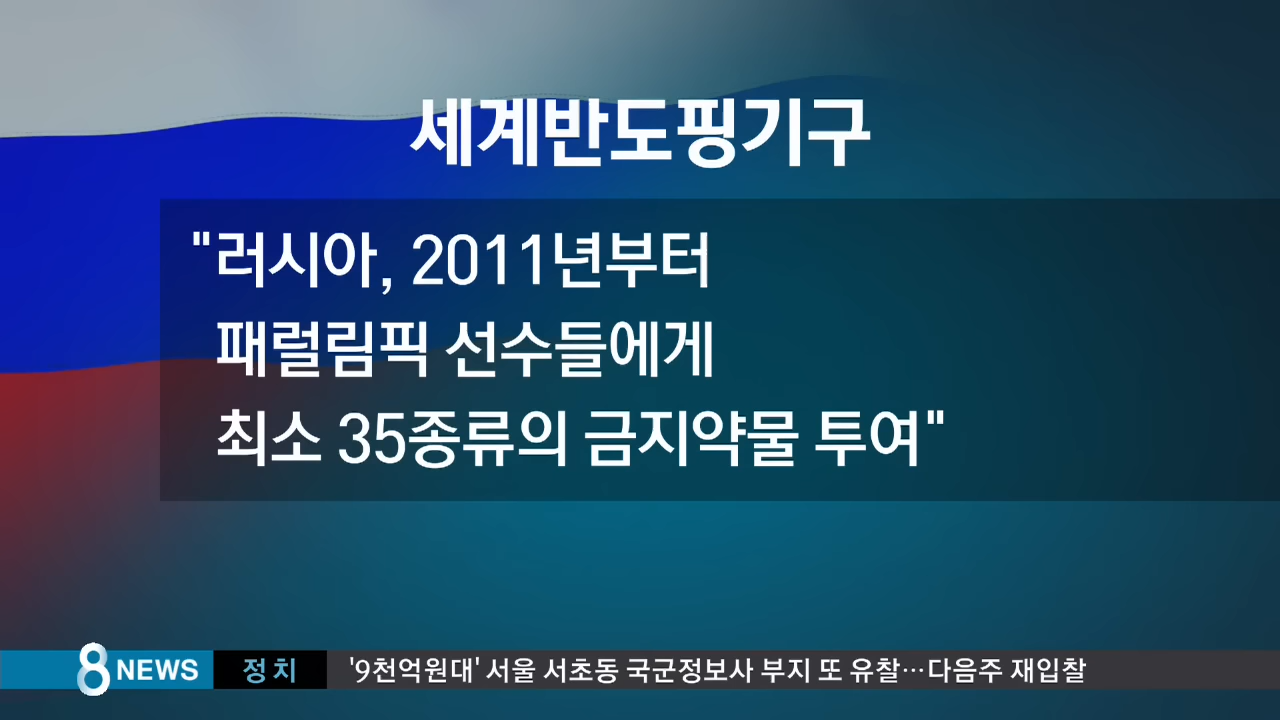 세계반도핑기구
"러시아, 2011년부터
패럴림픽 선수들에게
최소 35종류의 금지약물 투여"
8 NEWS 정치 '9천억원대' 서울 서초동 국군정보사 부지 또 유찰…다음주 재입찰